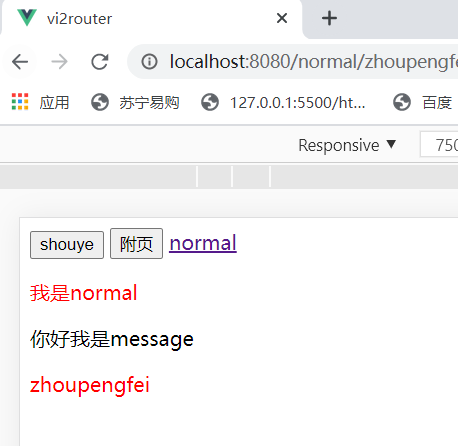 vi2router
localhost:8080/normal/zhoupengfe
应用 苏宁易购 127.0.0.1:5500/ht... 百度
Responsive ▼ 750
shouye 附页 normal
我是normal
你好我是message
zhoupengfei